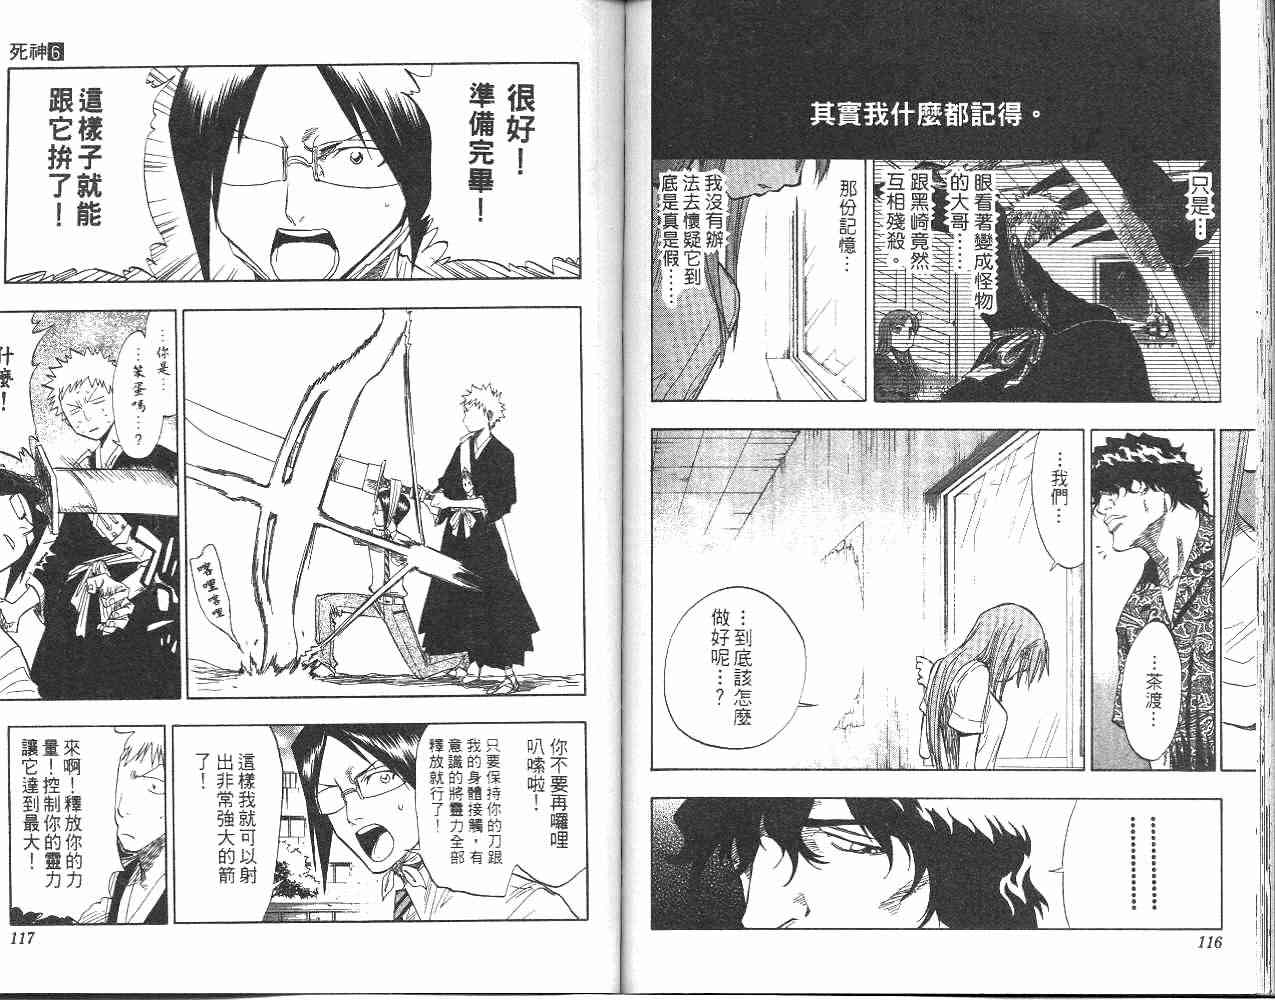 其實我什麼都記得。
只是…
眼看著變成怪物
的大哥……
跟黑崎竟然
互相殘殺。
那份記憶…
我沒有辦
法去懷疑它到
底是真是假……
…茶渡…
…我們…
…到底該怎麼
做好呢…?
…………
…………
116
死神6
很好!
準備完畢!
這樣子就能
跟它拚了!
喀哩喀哩
…你是…
…笨蛋嗎…?
什麼!
你不要再囉哩
叭嗦啦!
只要保持你的刀跟
我的身體接觸,有
意識的將靈力全部
釋放就行了!
這樣我就可以射
出非常強大的箭
了!
來啊!釋放你的力
量!控制你的靈力
讓它達到最大!
117